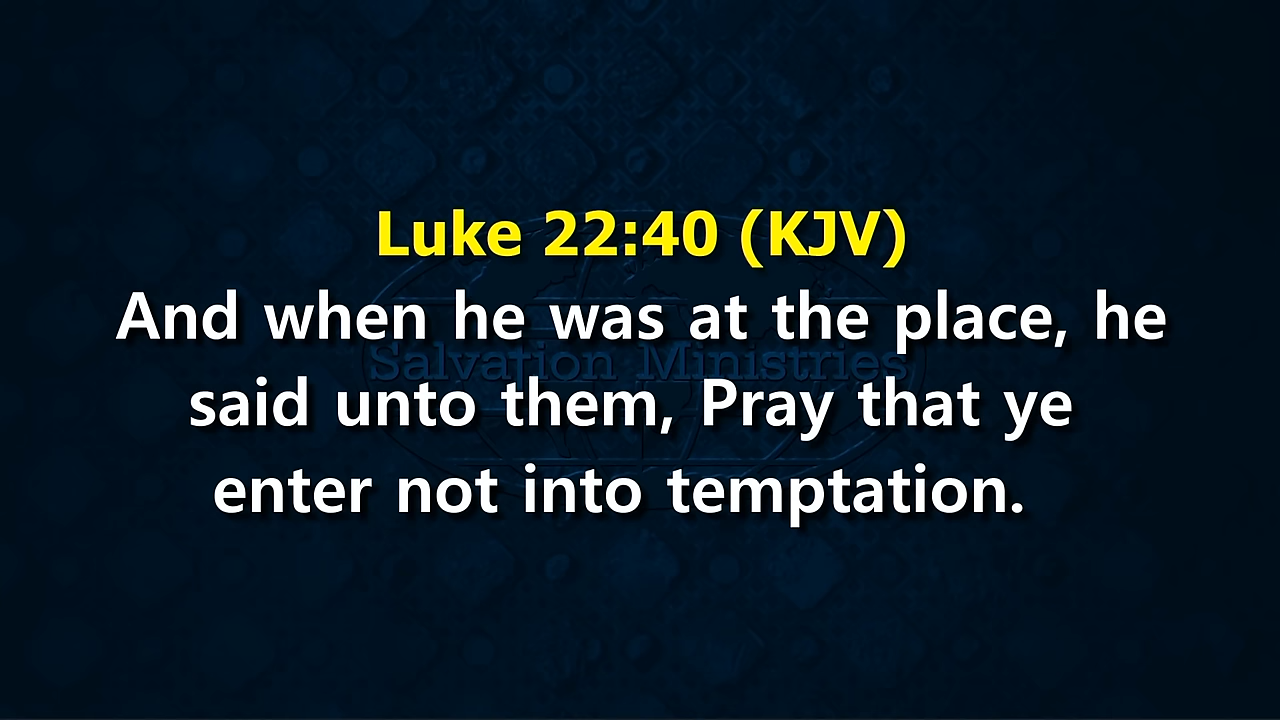 Luke 22:40 (KJV)
And when he was at the place, he
Salvation Ministries
said unto them, Pray that ye
enter not into temptation.